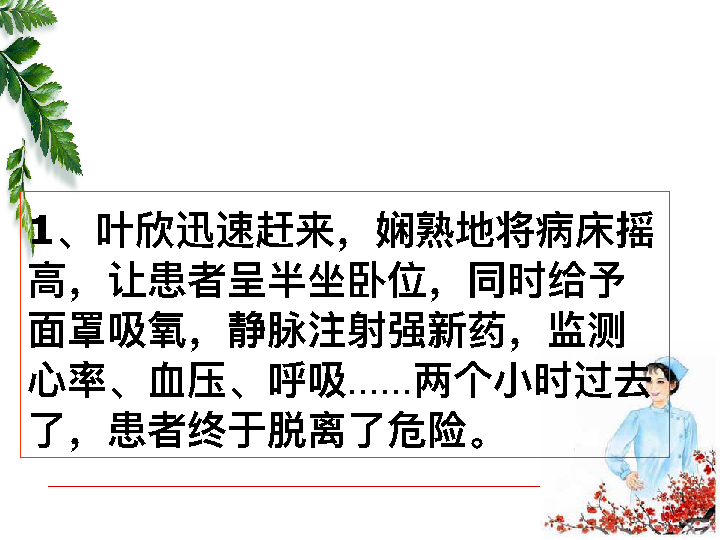 1、叶欣迅速赶来，娴熟地将病床摇
高，让患者呈半坐卧位，同时给予
面罩吸氧，静脉注射强新药，监测
心率、血压、呼吸......两个小时过去
了，患者终于脱离了危险。